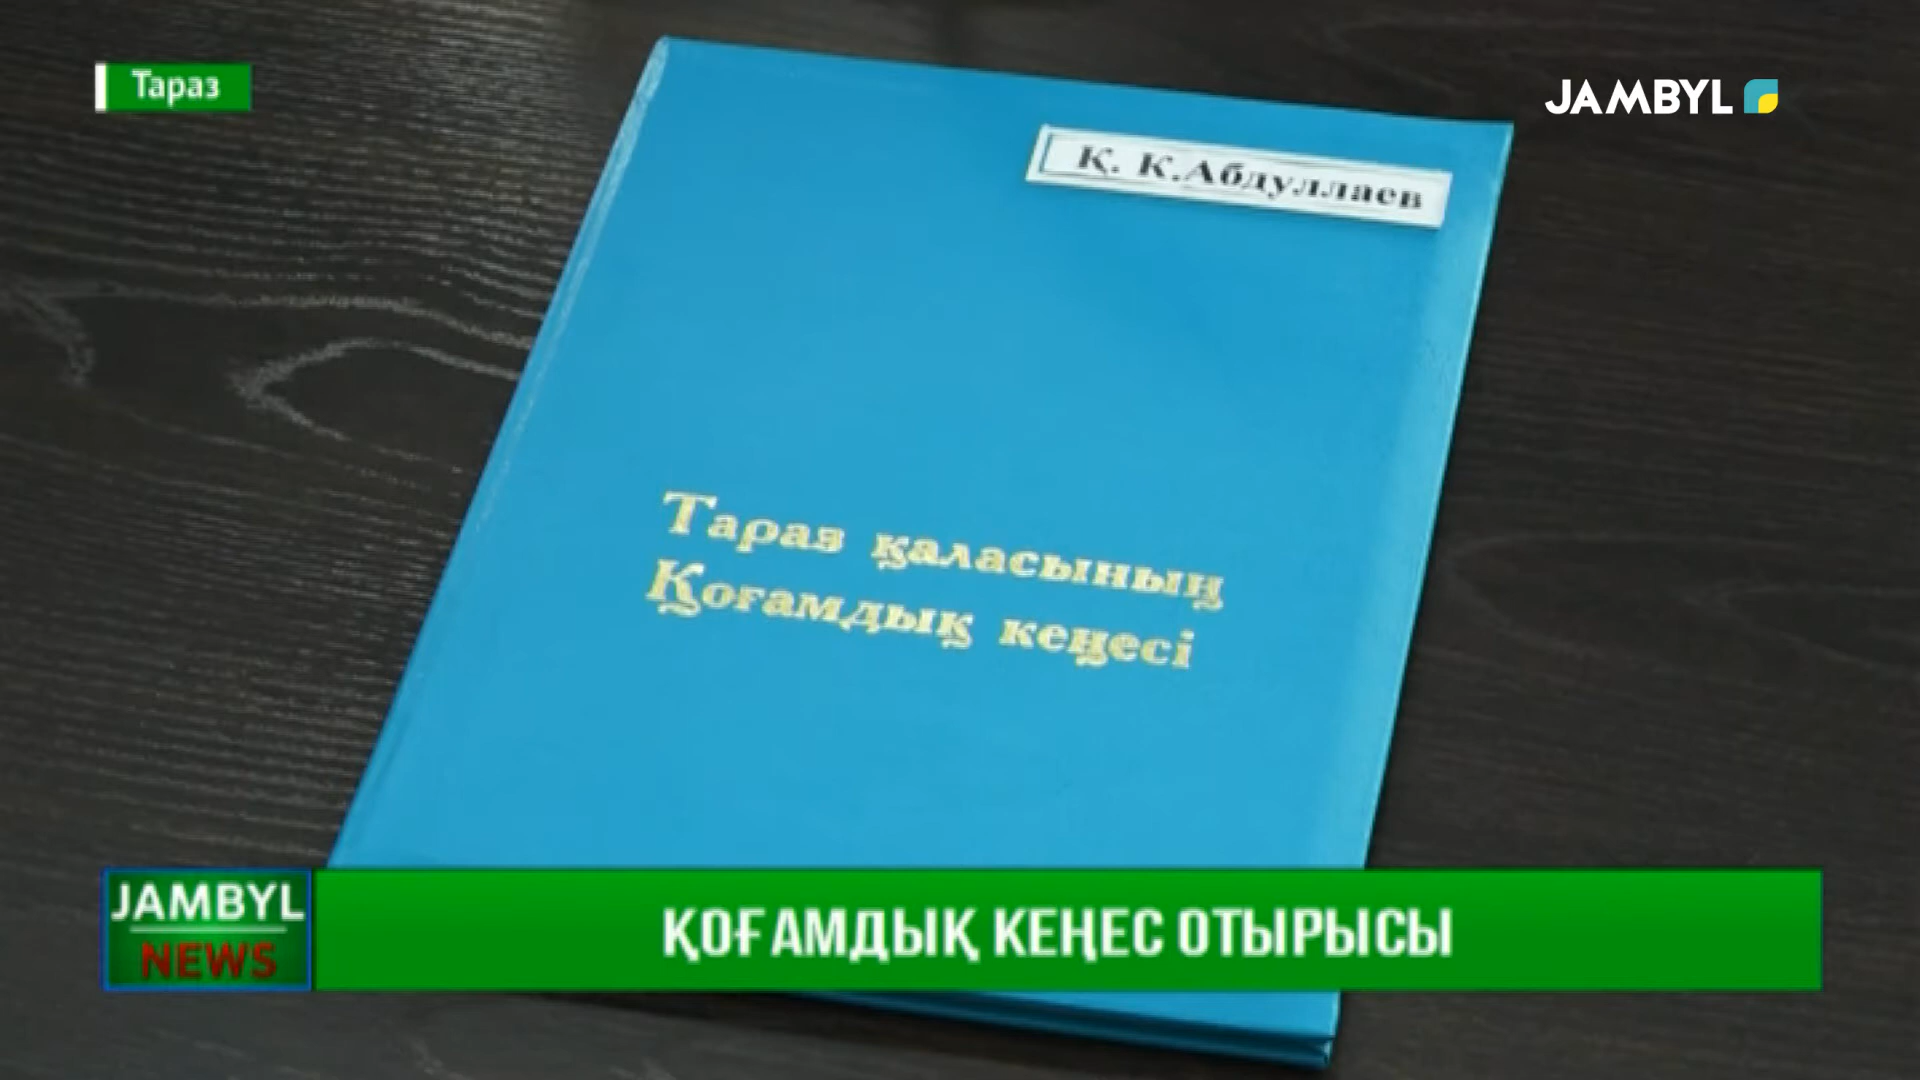 Тараз
JAMBYL
Қ. К.Абдуллаев
Тараз қаласының
Қоғамдық кеңесі
JAMBYL
NEWS
ҚОҒАМДЫҚ КЕҢЕС ОТЫРЫСЫ